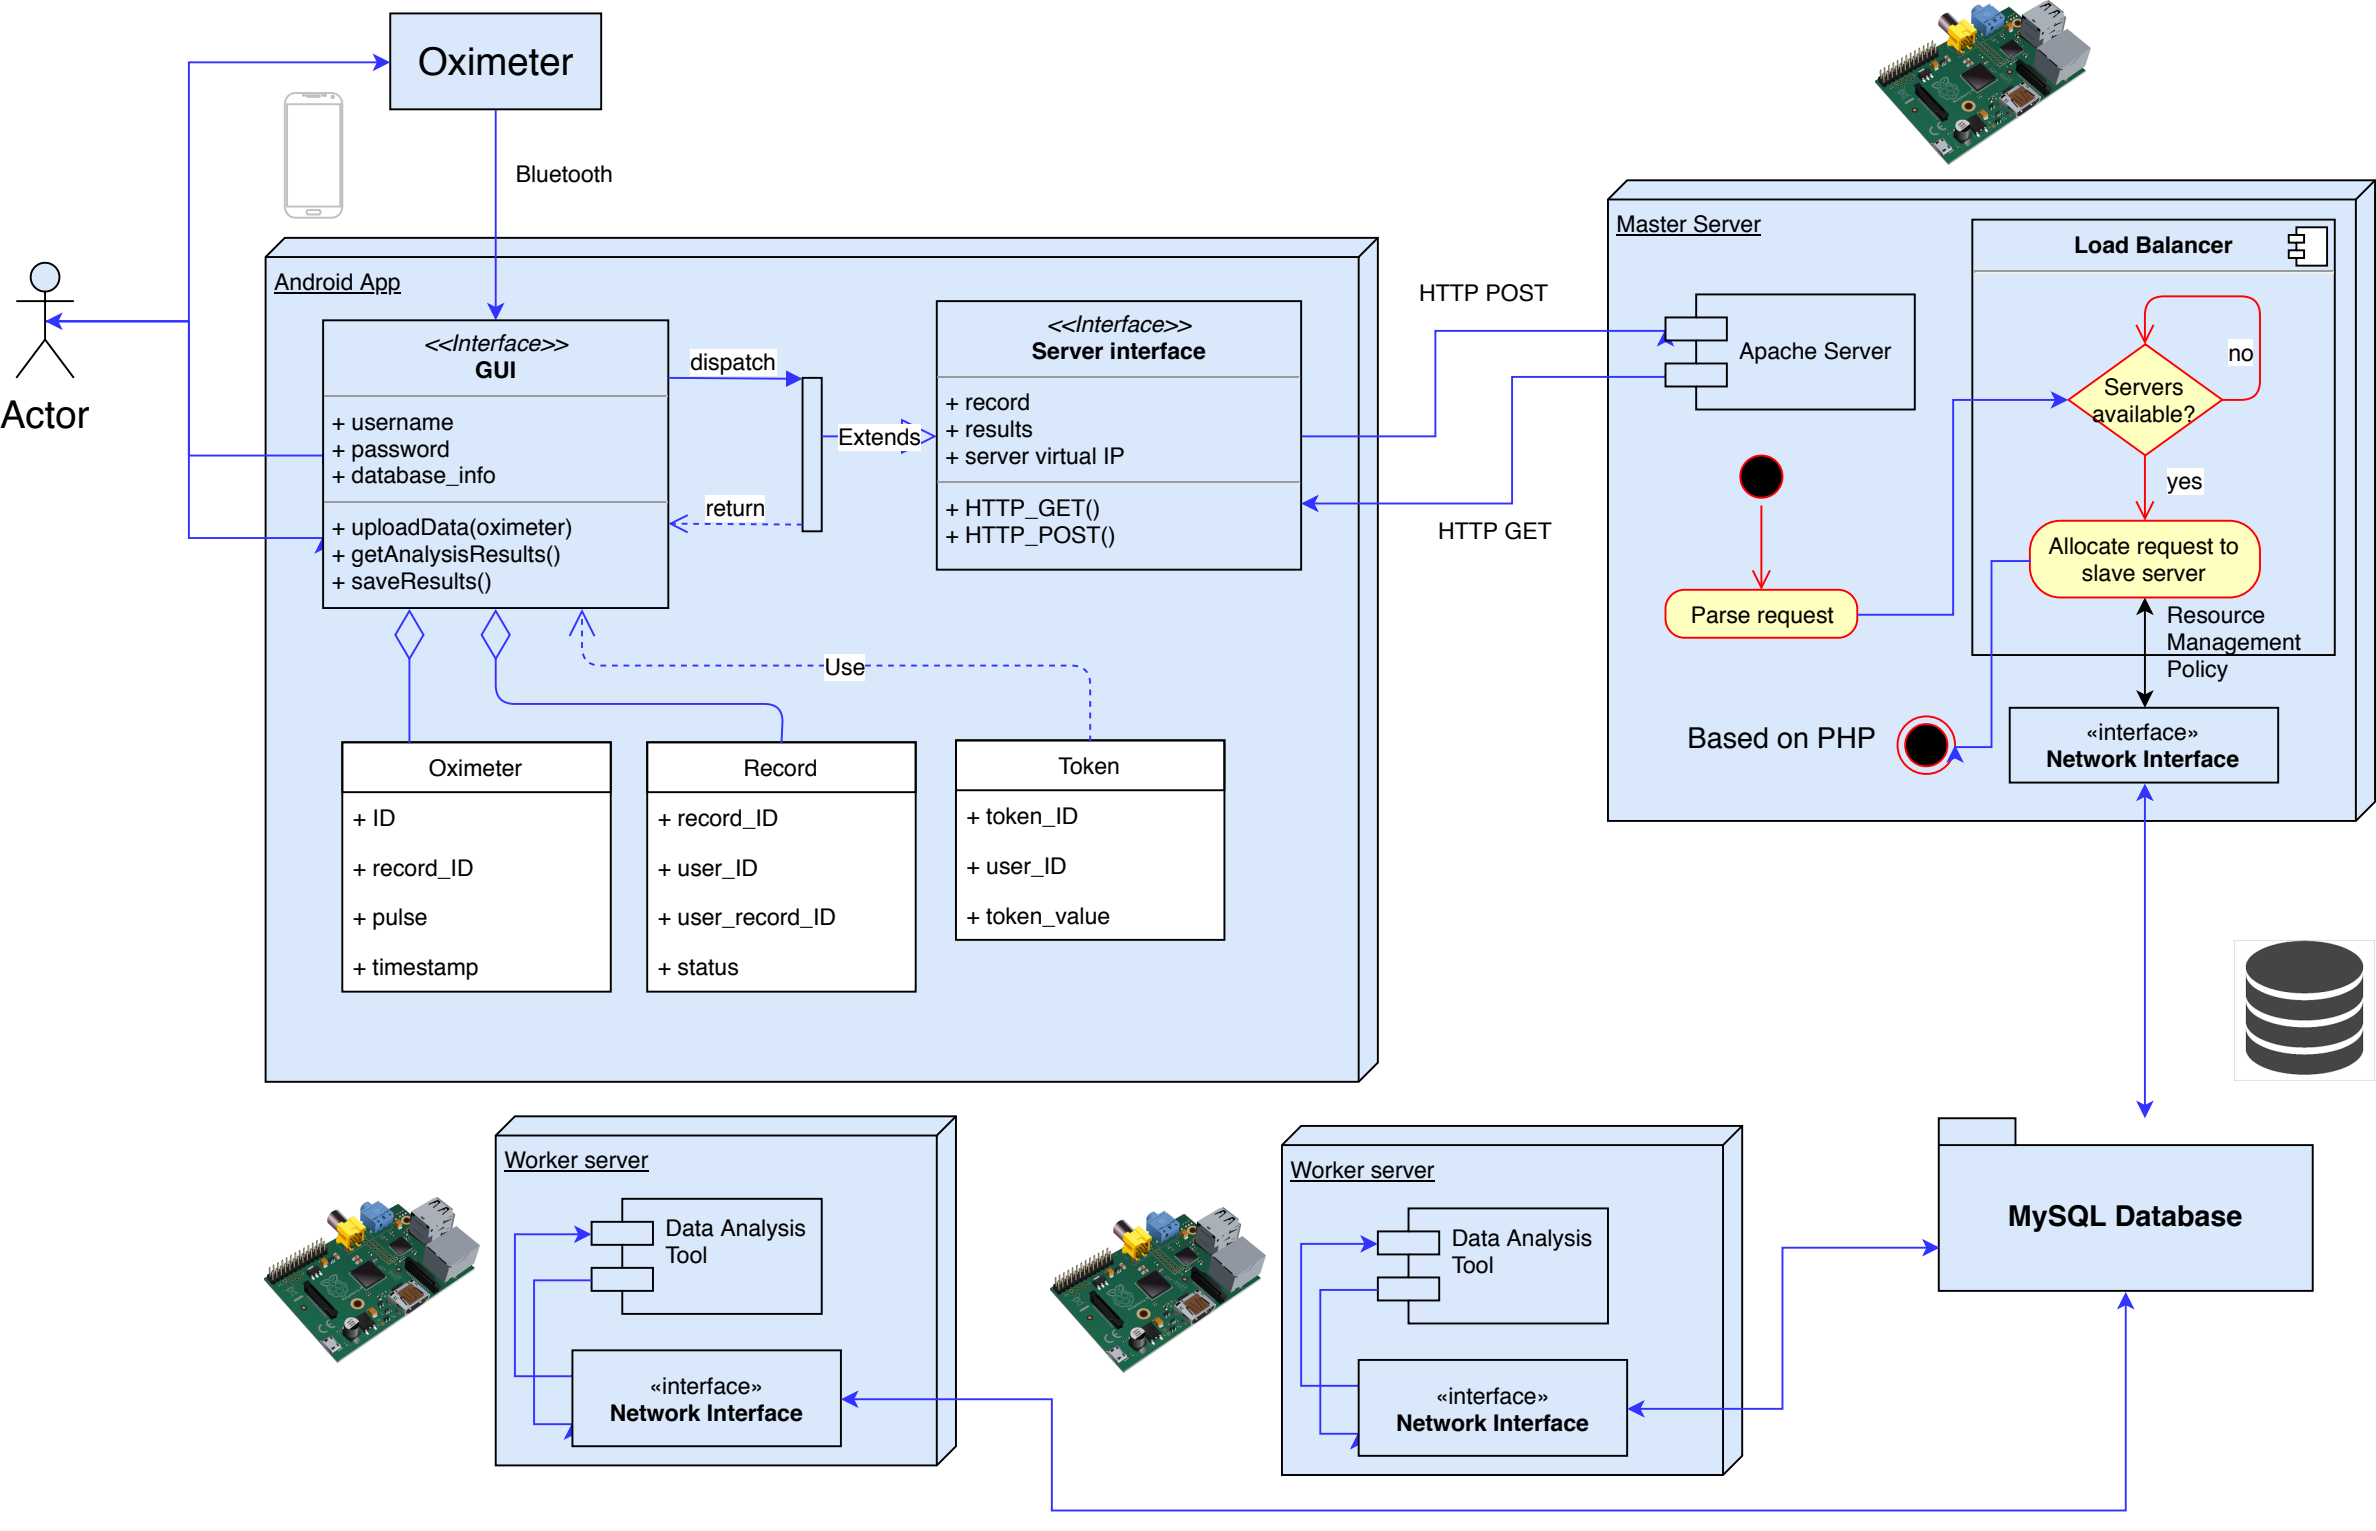 Oximeter
Bluetooth
Actor
Android App
<<Interface>>
GUI
+ username
+ password
+ database_info
+ uploadData(oximeter)
+ getAnalysisResults()
+ saveResults()
dispatch
return
Extends
<<Interface>>
Server interface
+ record
+ results
+ server virtual IP
+ HTTP_GET()
+ HTTP_POST()
Use
Oximeter
+ ID
+ record_ID
+ pulse
+ timestamp
Record
+ record_ID
+ user_ID
+ user_record_ID
+ status
Token
+ token_ID
+ user_ID
+ token_value
HTTP POST
HTTP GET
Master Server
Apache Server
Parse request
Based on PHP
Load Balancer
Servers
available?
no
yes
Allocate request to
slave server
Resource
Management
Policy
«interface»
Network Interface
Worker server
Data Analysis
Tool
«interface»
Network Interface
Worker server
Data Analysis
Tool
«interface»
Network Interface
MySQL Database